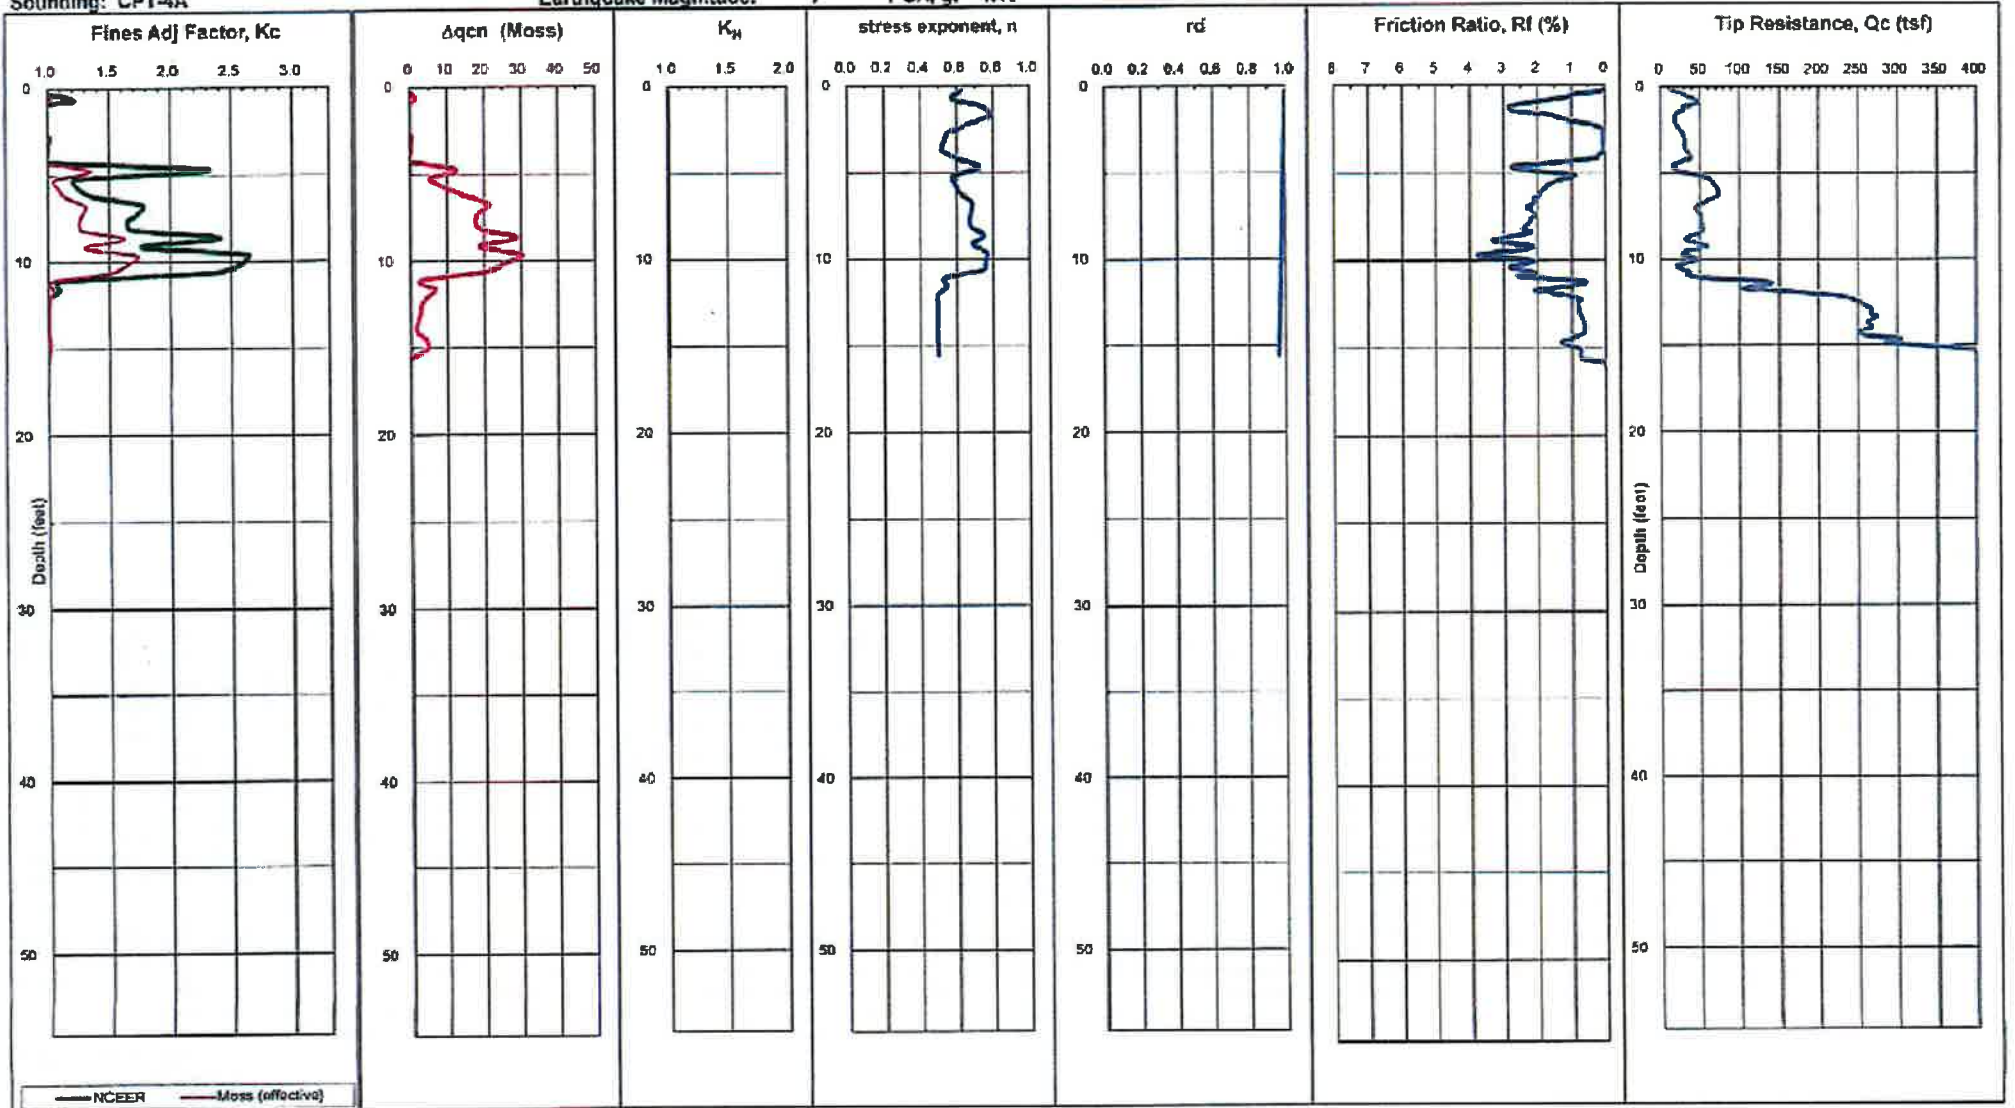 Sounding: CPT-4A
Earthquake Magnitude:
Fines Adj Factor, Kc
1.0 1.5 2.0 2.5 3.0
0
10
20
30
40
50
Depth (feet)
NCEER Moss (effective)
Δqcn (Moss)
0 10 20 30 40 50
0
10
20
30
40
50
KH
1.0 1.5 2.0
0
10
20
30
40
50
stress exponent, n
0.0 0.2 0.4 0.6 0.8 1.0
0
10
20
30
40
50
rd
0.0 0.2 0.4 0.6 0.8 1.0
0
10
20
30
40
50
Friction Ratio, Rf (%)
8 7 6 5 4 3 2 1 0
Tip Resistance, Qc (tsf)
0 50 100 150 200 250 300 350 400
0
10
20
30
40
50
Depth (feet)